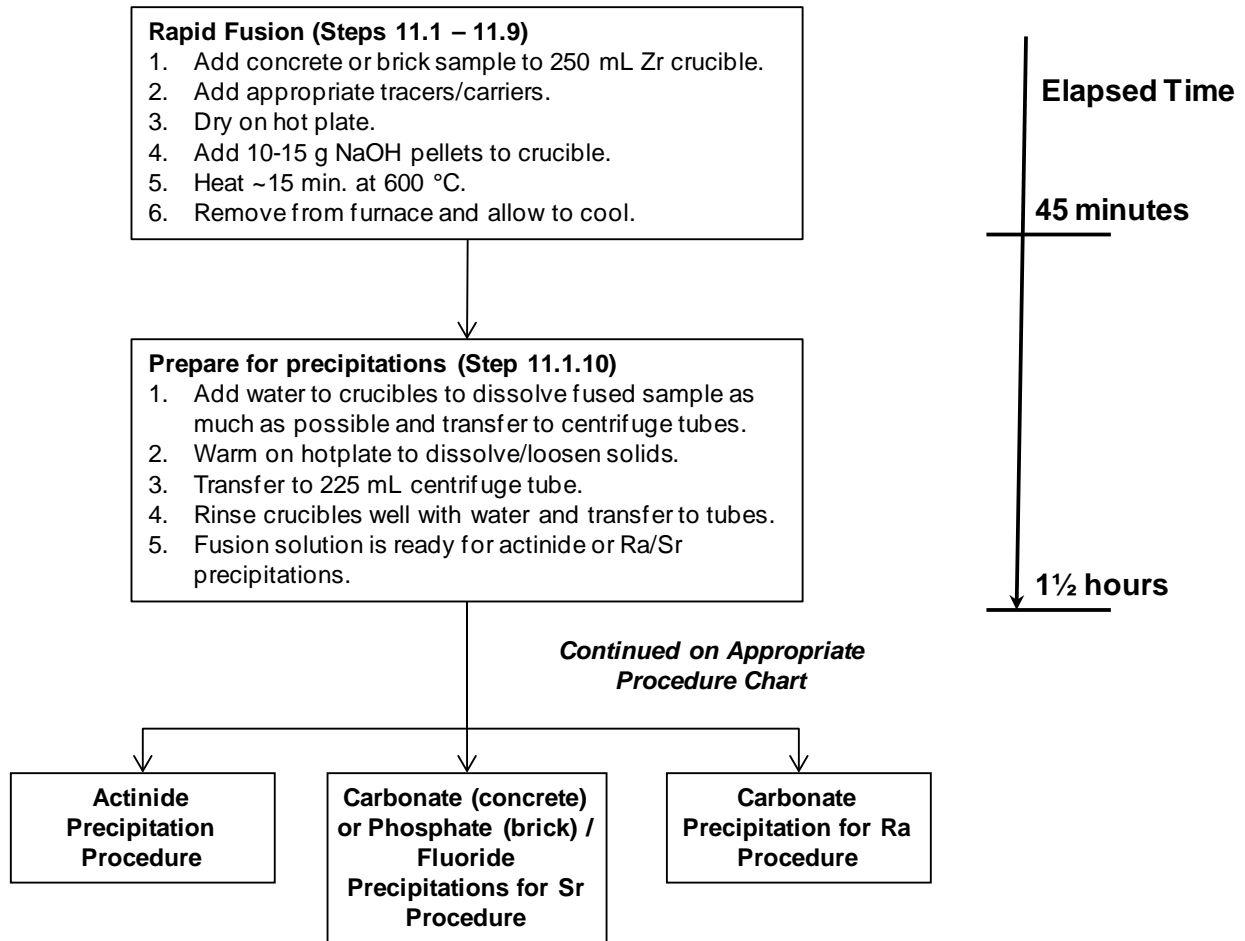 Rapid Fusion (Steps 11.1 – 11.9)
1. Add concrete or brick sample to 250 mL Zr crucible.
2. Add appropriate tracers/carriers.
3. Dry on hot plate.
4. Add 10-15 g NaOH pellets to crucible.
5. Heat ~15 min. at 600 °C.
6. Remove from furnace and allow to cool.
Elapsed Time
45 minutes
Prepare for precipitations (Step 11.1.10)
1. Add water to crucibles to dissolve fused sample as
much as possible and transfer to centrifuge tubes.
2. Warm on hotplate to dissolve/loosen solids.
3. Transfer to 225 mL centrifuge tube.
4. Rinse crucibles well with water and transfer to tubes.
5. Fusion solution is ready for actinide or Ra/Sr
precipitations.
1½ hours
Continued on Appropriate
Procedure Chart
Actinide
Precipitation
Procedure
Carbonate (concrete)
or Phosphate (brick) /
Fluoride
Precipitations for Sr
Procedure
Carbonate
Precipitation for Ra
Procedure